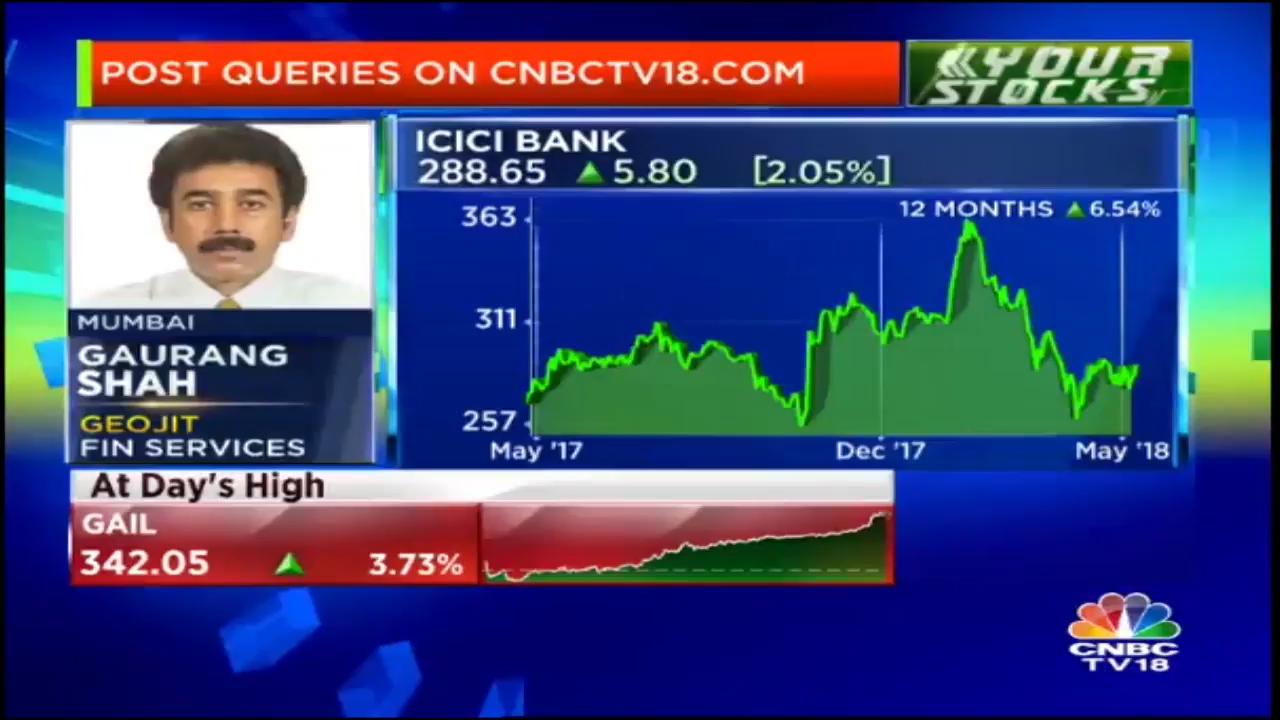 POST QUERIES ON CNBCTV18.COM
YOUR
STOCKS
ICICI BANK
288.65 ▲ 5.80 [2.05%]
12 MONTHS ▲ 6.54%
363
311
257
May '17 Dec '17 May '18
MUMBAI
GAURANG
SHAH
GEOJIT
FIN SERVICES
At Day's High
GAIL
342.05 ▲ 3.73%
CNBC
TV18